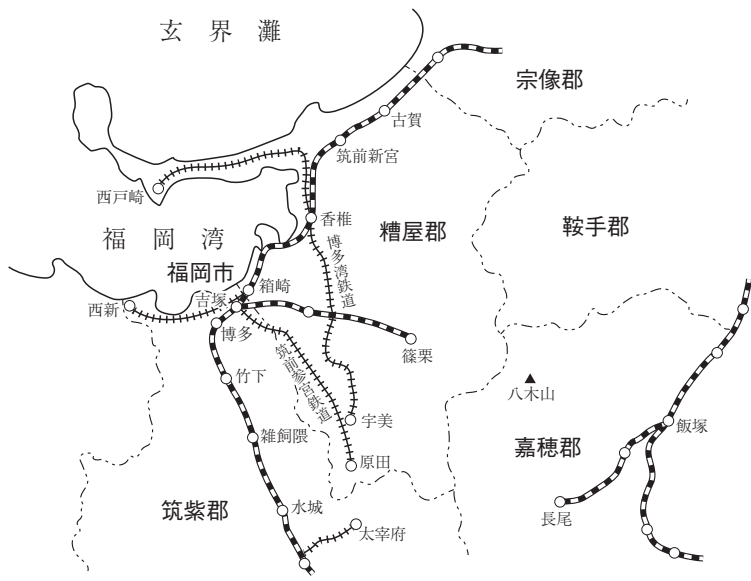 玄界灘
宗像郡
古賀
筑前新宮
西戸崎
香椎
糟屋郡
鞍手郡
福岡湾
博多湾鉄道
福岡市
箱崎
吉塚
西新
博多
篠栗
筑前参宮鉄道
竹下
八木山
宇美
飯塚
雑餉隈
嘉穂郡
原田
筑紫郡
水城
長尾
太宰府